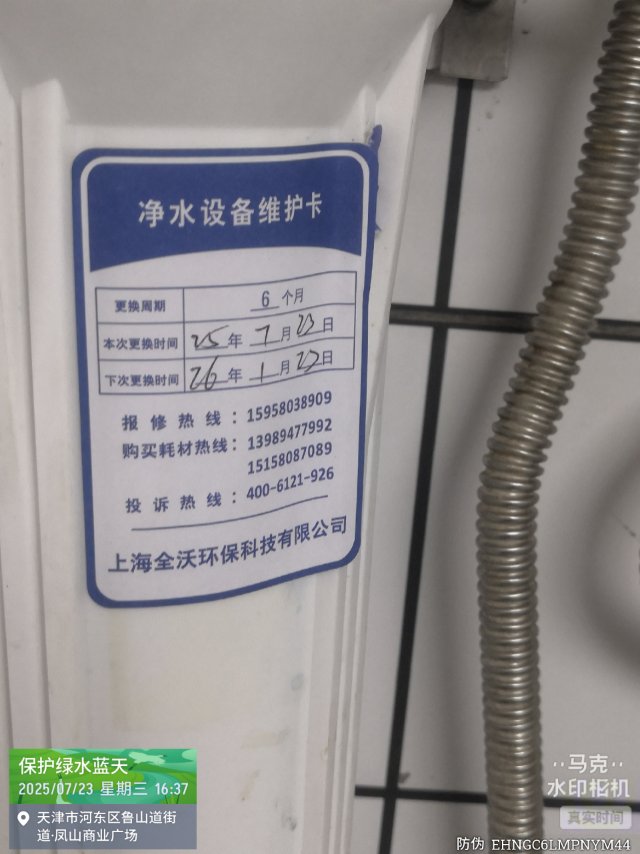 净水设备维护卡
更换周期 6 个月
本次更换时间 25 年 7 月 23 日
下次更换时间 26 年 1 月 23 日
报修热线：15958038909
购买耗材热线：13989477992
15158087089
投诉热线：400-6121-926
上海全沃环保科技有限公司
保护绿水蓝天
2025/07/23 星期三 16:37
天津市河东区鲁山道街
道·凤山商业广场
马克
水印相机
真实时间
防伪 EHNGC6LMPNYM44